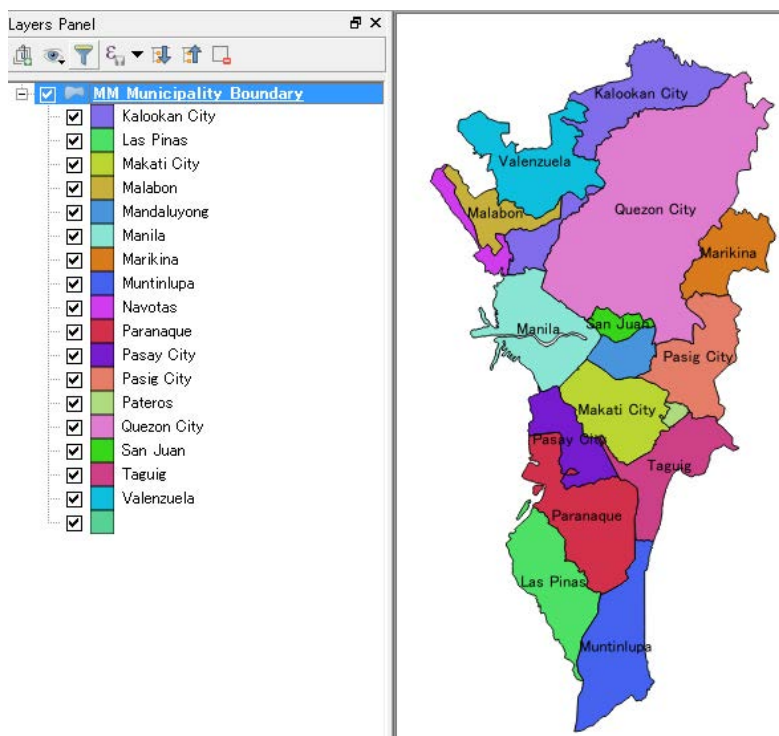 Layers Panel
MM Municipality Boundary
Kalookan City
Las Pinas
Makati City
Malabon
Mandaluyong
Manila
Marikina
Muntinlupa
Navotas
Paranaque
Pasay City
Pasig City
Pateros
Quezon City
San Juan
Taguig
Valenzuela
Kalookan City
Valenzuela
Malabon
Quezon City
Marikina
Manila
San Juan
Pasig City
Makati City
Pasay City
Taguig
Paranaque
Las Pinas
Muntinlupa